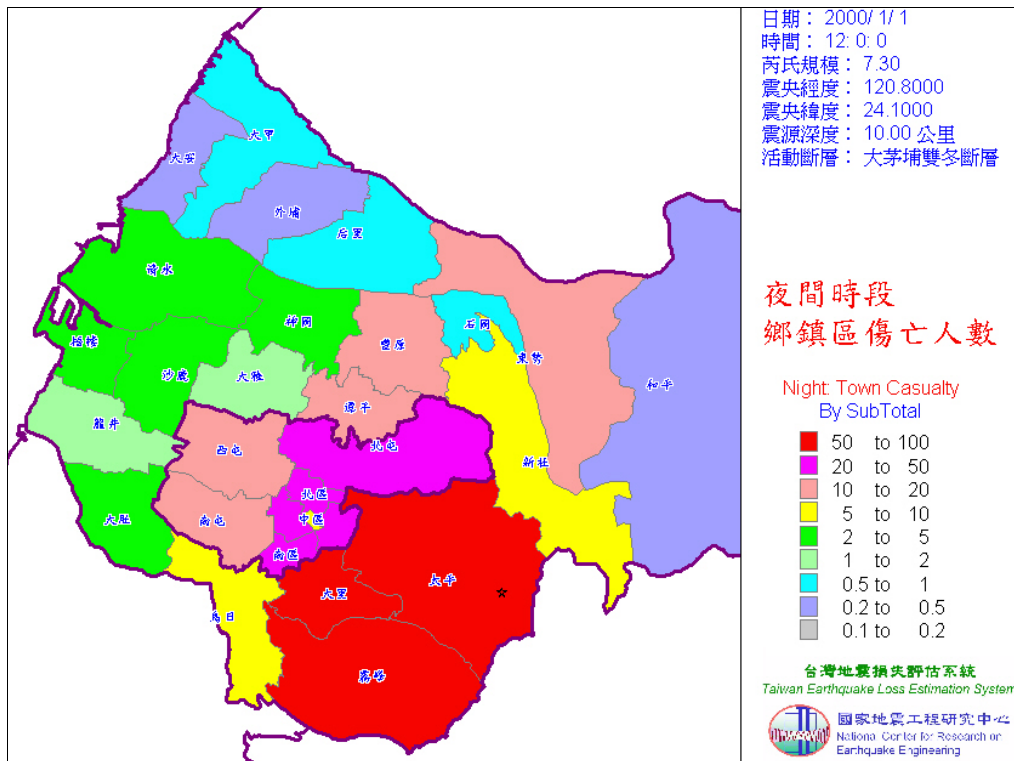 日期： 2000/ 1/ 1
時間： 12: 0: 0
芮氏規模： 7.30
震央經度： 120.8000
震央緯度： 24.1000
震源深度： 10.00 公里
活動斷層： 大茅埔雙冬斷層
夜間時段
鄉鎮區傷亡人數
Night: Town Casualty
By SubTotal
50 to 100
20 to 50
10 to 20
5 to 10
2 to 5
1 to 2
0.5 to 1
0.2 to 0.5
0.1 to 0.2
台灣地震損失評估系統
Taiwan Earthquake Loss Estimation System
國家地震工程研究中心
National Center for Research on
Earthquake Engineering
大甲
大安
外埔
后里
清水
神岡
石岡
豐原
梧棲
東勢
沙鹿
大雅
和平
潭子
龍井
北屯
西屯
新社
北區
大肚
南屯
中區
南區
太平
大里
烏日
霧峰